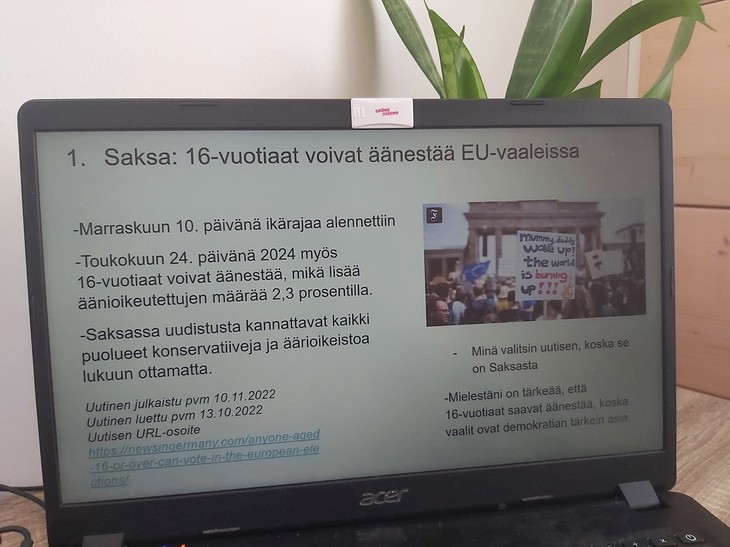 1. Saksa: 16-vuotiaat voivat äänestää EU-vaaleissa
-Marraskuun 10. päivänä ikärajaa alennettiin
-Toukokuun 24. päivänä 2024 myös
16-vuotiaat voivat äänestää, mikä lisää
äänioikeutettujen määrää 2,3 prosentilla.
-Saksassa uudistusta kannattavat kaikki
puolueet konservatiiveja ja äärioikeistoa
lukuun ottamatta.
Uutinen julkaistu pvm 10.11.2022
Uutinen luettu pvm 13.10.2022
Uutisen URL-osoite
https://newsingermany.com/anyone-aged
-16-or-over-can-vote-in-the-european-ele
ctions/
Mummy, daddy
woke up!
the world
is burning
up!!!
- Minä valitsin uutisen, koska se
on Saksasta
-Mielestäni on tärkeää, että
16-vuotiaat saavat äänestää, koska
vaalit ovat demokratian tärkein asia.
acer